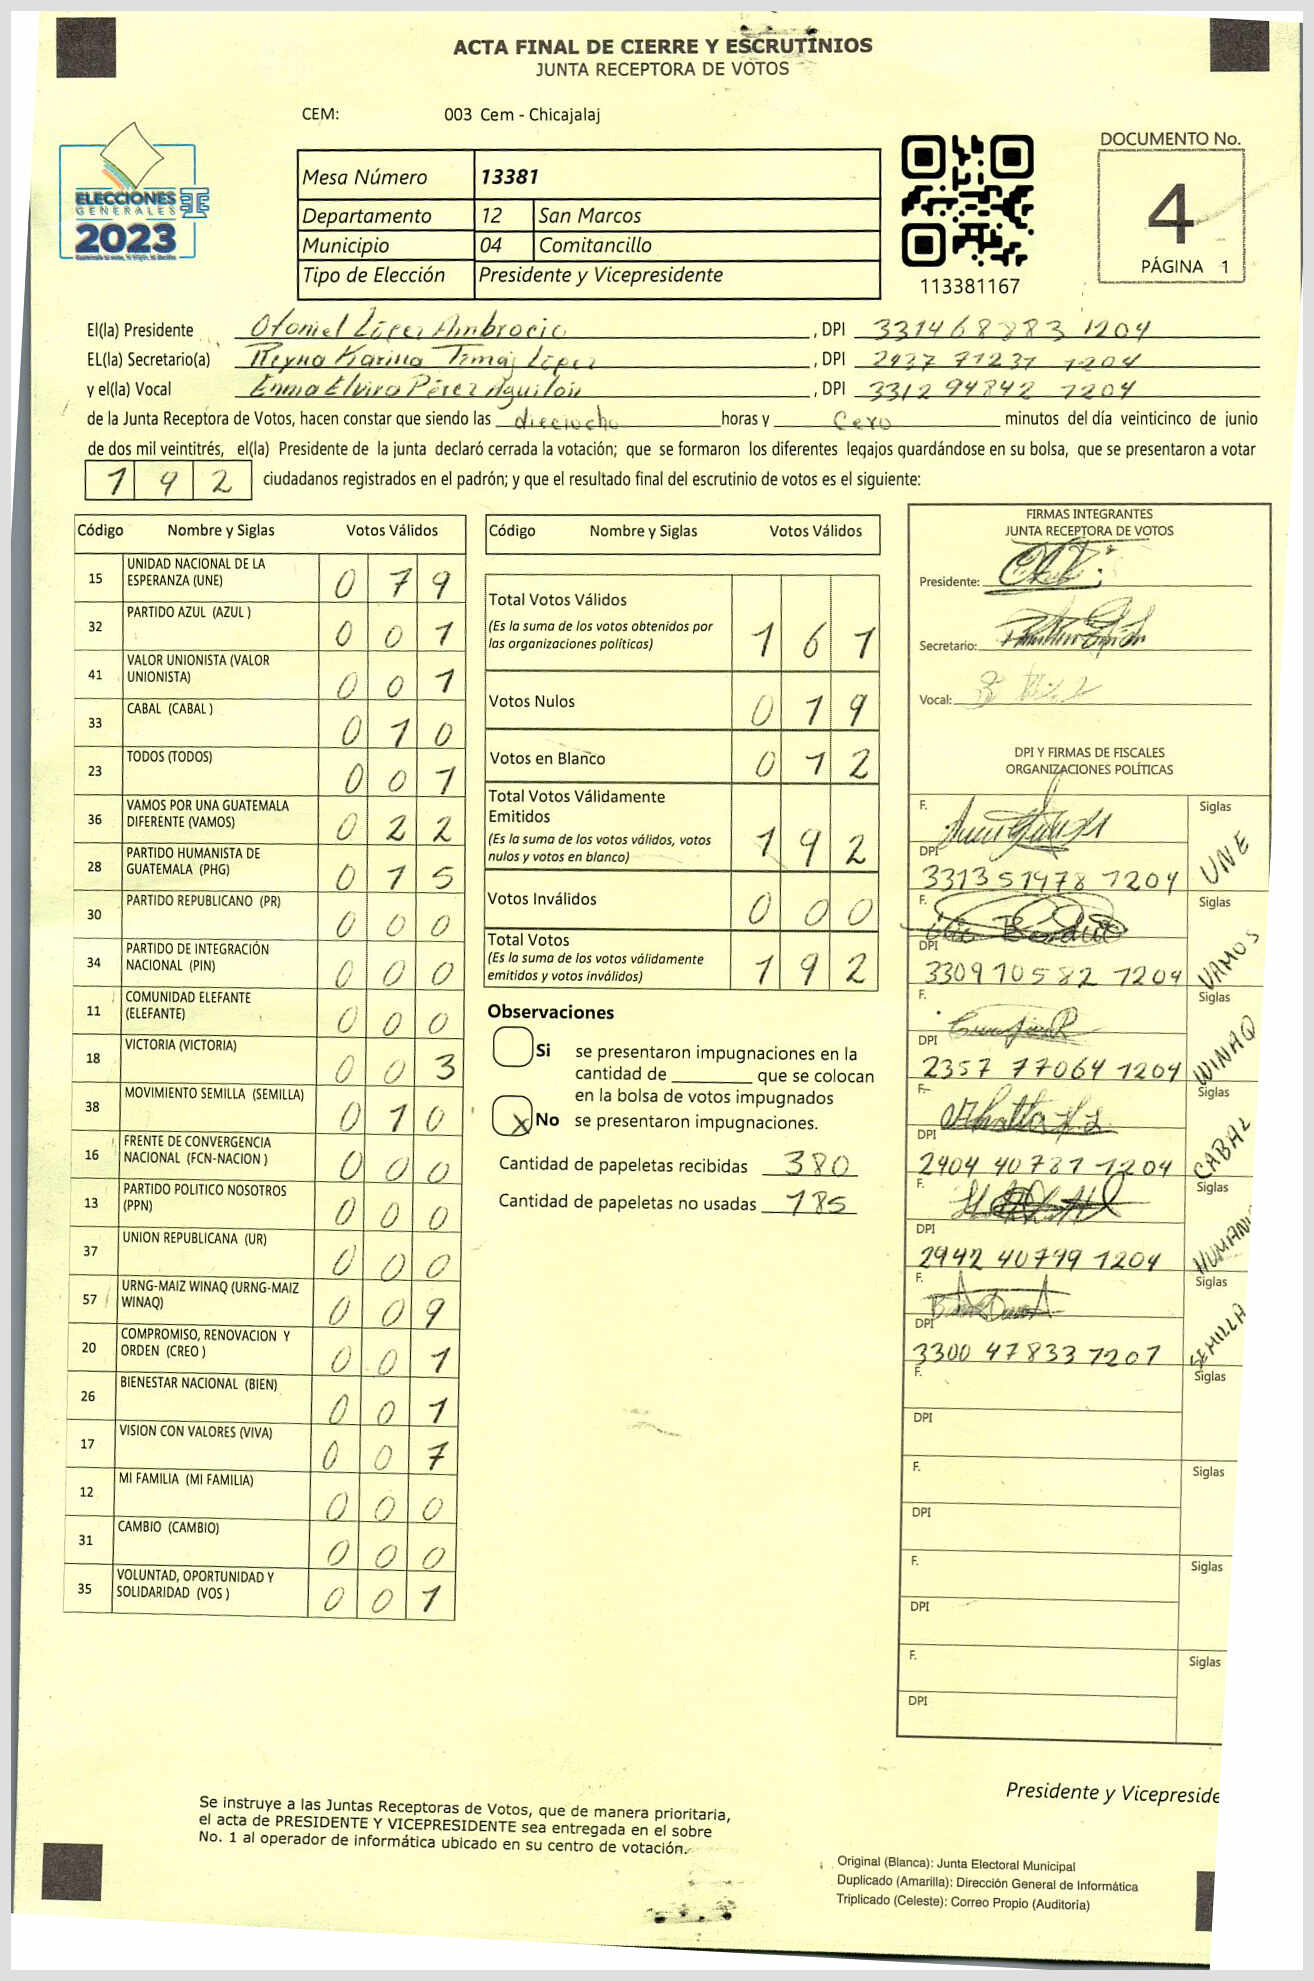 ACTA FINAL DE CIERRE Y ESCRUTINIOS
JUNTA RECEPTORA DE VOTOS
CEM: 003 Cem - Chicajalaj
ELECCIONES
GENERALES
2023
Mesa Número 13381
Departamento 12 San Marcos
Municipio 04 Comitancillo
Tipo de Elección Presidente y Vicepresidente
113381167
DOCUMENTO No.
4
PÁGINA 1
El(la) Presidente Otoniel López Ambrocio, DPI 331468883 1204
EL(la) Secretario(a) Reyna Karina Temaj López, DPI 2937 71237 1204
y el(la) Vocal Enma Elvira Pérez Aguilón, DPI 3312 94842 1204
de la Junta Receptora de Votos, hacen constar que siendo las dieciocho horas y Cero minutos del día veinticinco de junio
de dos mil veintitrés, el(la) Presidente de la junta declaró cerrada la votación; que se formaron los diferentes legajos guardándose en su bolsa, que se presentaron a votar
192 ciudadanos registrados en el padrón; y que el resultado final del escrutinio de votos es el siguiente:
Código Nombre y Siglas Votos Válidos
15 UNIDAD NACIONAL DE LA ESPERANZA (UNE) 0 7 9
32 PARTIDO AZUL (AZUL ) 0 0 1
41 VALOR UNIONISTA (VALOR UNIONISTA) 0 0 1
33 CABAL (CABAL ) 0 1 0
23 TODOS (TODOS) 0 0 1
36 VAMOS POR UNA GUATEMALA DIFERENTE (VAMOS) 0 2 2
28 PARTIDO HUMANISTA DE GUATEMALA (PHG) 0 1 5
30 PARTIDO REPUBLICANO (PR) 0 0 0
34 PARTIDO DE INTEGRACIÓN NACIONAL (PIN) 0 0 0
11 COMUNIDAD ELEFANTE (ELEFANTE) 0 0 0
18 VICTORIA (VICTORIA) 0 0 3
38 MOVIMIENTO SEMILLA (SEMILLA) 0 1 0
16 FRENTE DE CONVERGENCIA NACIONAL (FCN-NACION ) 0 0 0
13 PARTIDO POLITICO NOSOTROS (PPN) 0 0 0
37 UNION REPUBLICANA (UR) 0 0 0
57 URNG-MAIZ WINAQ (URNG-MAIZ WINAQ) 0 0 9
20 COMPROMISO, RENOVACION Y ORDEN (CREO ) 0 0 1
26 BIENESTAR NACIONAL (BIEN) 0 0 1
17 VISION CON VALORES (VIVA) 0 0 7
12 MI FAMILIA (MI FAMILIA) 0 0 0
31 CAMBIO (CAMBIO) 0 0 0
35 VOLUNTAD, OPORTUNIDAD Y SOLIDARIDAD (VOS ) 0 0 1
Código Nombre y Siglas Votos Válidos
Total Votos Válidos
(Es la suma de los votos obtenidos por
las organizaciones políticas) 1 6 1
Votos Nulos 0 1 9
Votos en Blanco 0 1 2
Total Votos Válidamente
Emitidos
(Es la suma de los votos válidos, votos
nulos y votos en blanco) 1 9 2
Votos Inválidos 0 0 0
Total Votos
(Es la suma de los votos válidamente
emitidos y votos inválidos) 1 9 2
Observaciones
Si se presentaron impugnaciones en la
cantidad de ________ que se colocan
en la bolsa de votos impugnados
x No se presentaron impugnaciones.
Cantidad de papeletas recibidas 380
Cantidad de papeletas no usadas 185
FIRMAS INTEGRANTES
JUNTA RECEPTORA DE VOTOS
Presidente:
Secretario:
Vocal:
DPI Y FIRMAS DE FISCALES
ORGANIZACIONES POLÍTICAS
F. Siglas UNE
DPI 3313 51978 1204
F. Siglas VAMOS
DPI 3309 10582 1204
F. Siglas WINAQ
DPI 2357 77064 1204
F. Siglas CABAL
DPI 2404 40781 1204
F. Siglas
DPI 2942 40799 1204
F. Siglas SEMILLA
DPI 3300 47833 1201
F. Siglas
DPI
F. Siglas
DPI
F. Siglas
DPI
F. Siglas
DPI
Presidente y Vicepreside
Se instruye a las Juntas Receptoras de Votos, que de manera prioritaria,
el acta de PRESIDENTE Y VICEPRESIDENTE sea entregada en el sobre
No. 1 al operador de informática ubicado en su centro de votación.
Original (Blanca): Junta Electoral Municipal
Duplicado (Amarilla): Dirección General de Informática
Triplicado (Celeste): Correo Propio (Auditoría)